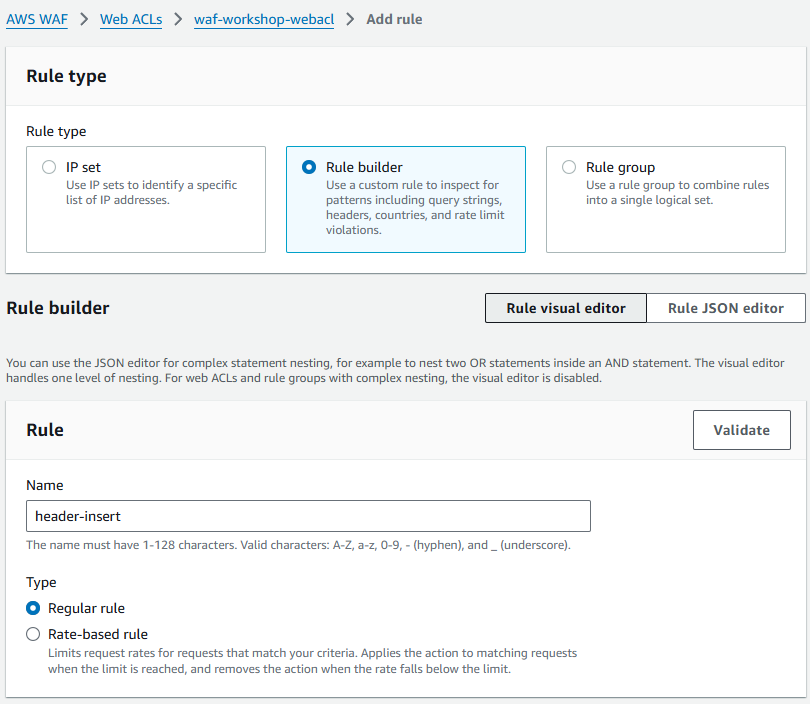 AWS WAF > Web ACLs > waf-workshop-webacl > Add rule
Rule type
Rule type
IP set
Use IP sets to identify a specific
list of IP addresses.
Rule builder
Use a custom rule to inspect for
patterns including query strings,
headers, countries, and rate limit
violations.
Rule group
Use a rule group to combine rules
into a single logical set.
Rule builder
Rule visual editor
Rule JSON editor
You can use the JSON editor for complex statement nesting, for example to nest two OR statements inside an AND statement. The visual editor
handles one level of nesting. For web ACLs and rule groups with complex nesting, the visual editor is disabled.
Rule
Validate
Name
header-insert
The name must have 1-128 characters. Valid characters: A-Z, a-z, 0-9, - (hyphen), and _ (underscore).
Type
Regular rule
Rate-based rule
Limits request rates for requests that match your criteria. Applies the action to matching requests
when the limit is reached, and removes the action when the rate falls below the limit.